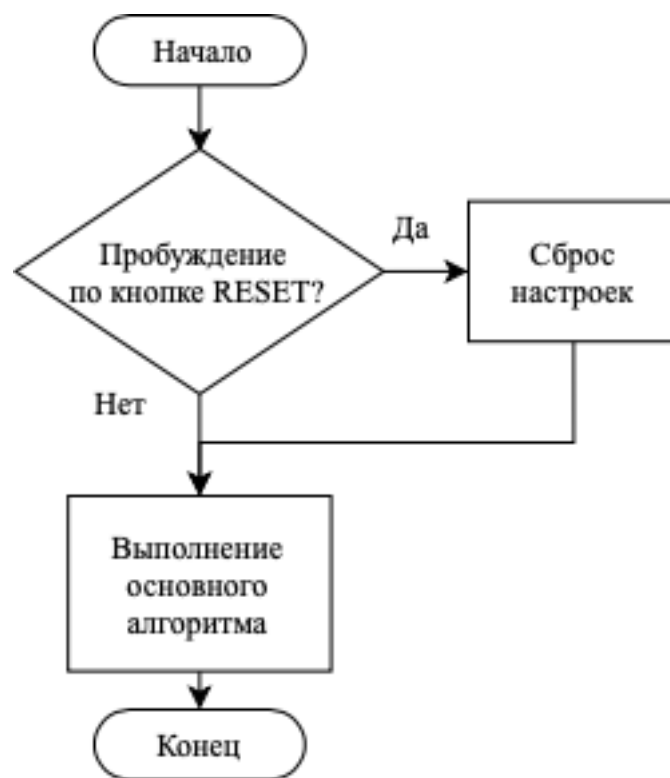 Начало
Пробуждение
по кнопке RESET?
Да
Сброс
настроек
Нет
Выполнение
основного
алгоритма
Конец